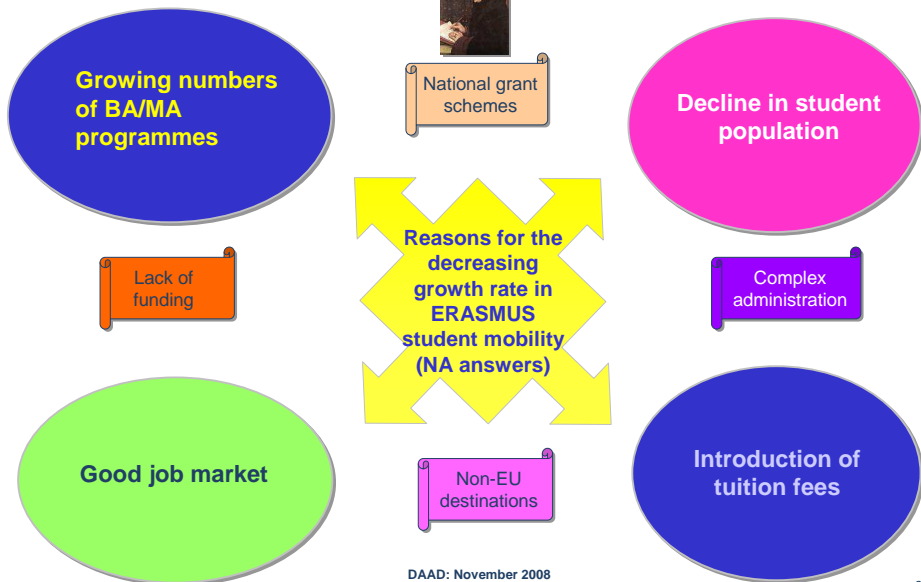 Growing numbers
of BA/MA
programmes
National grant
schemes
Decline in student
population
Lack of
funding
Reasons for the
decreasing
growth rate in
ERASMUS
student mobility
(NA answers)
Complex
administration
Good job market
Non-EU
destinations
Introduction of
tuition fees
DAAD: November 2008